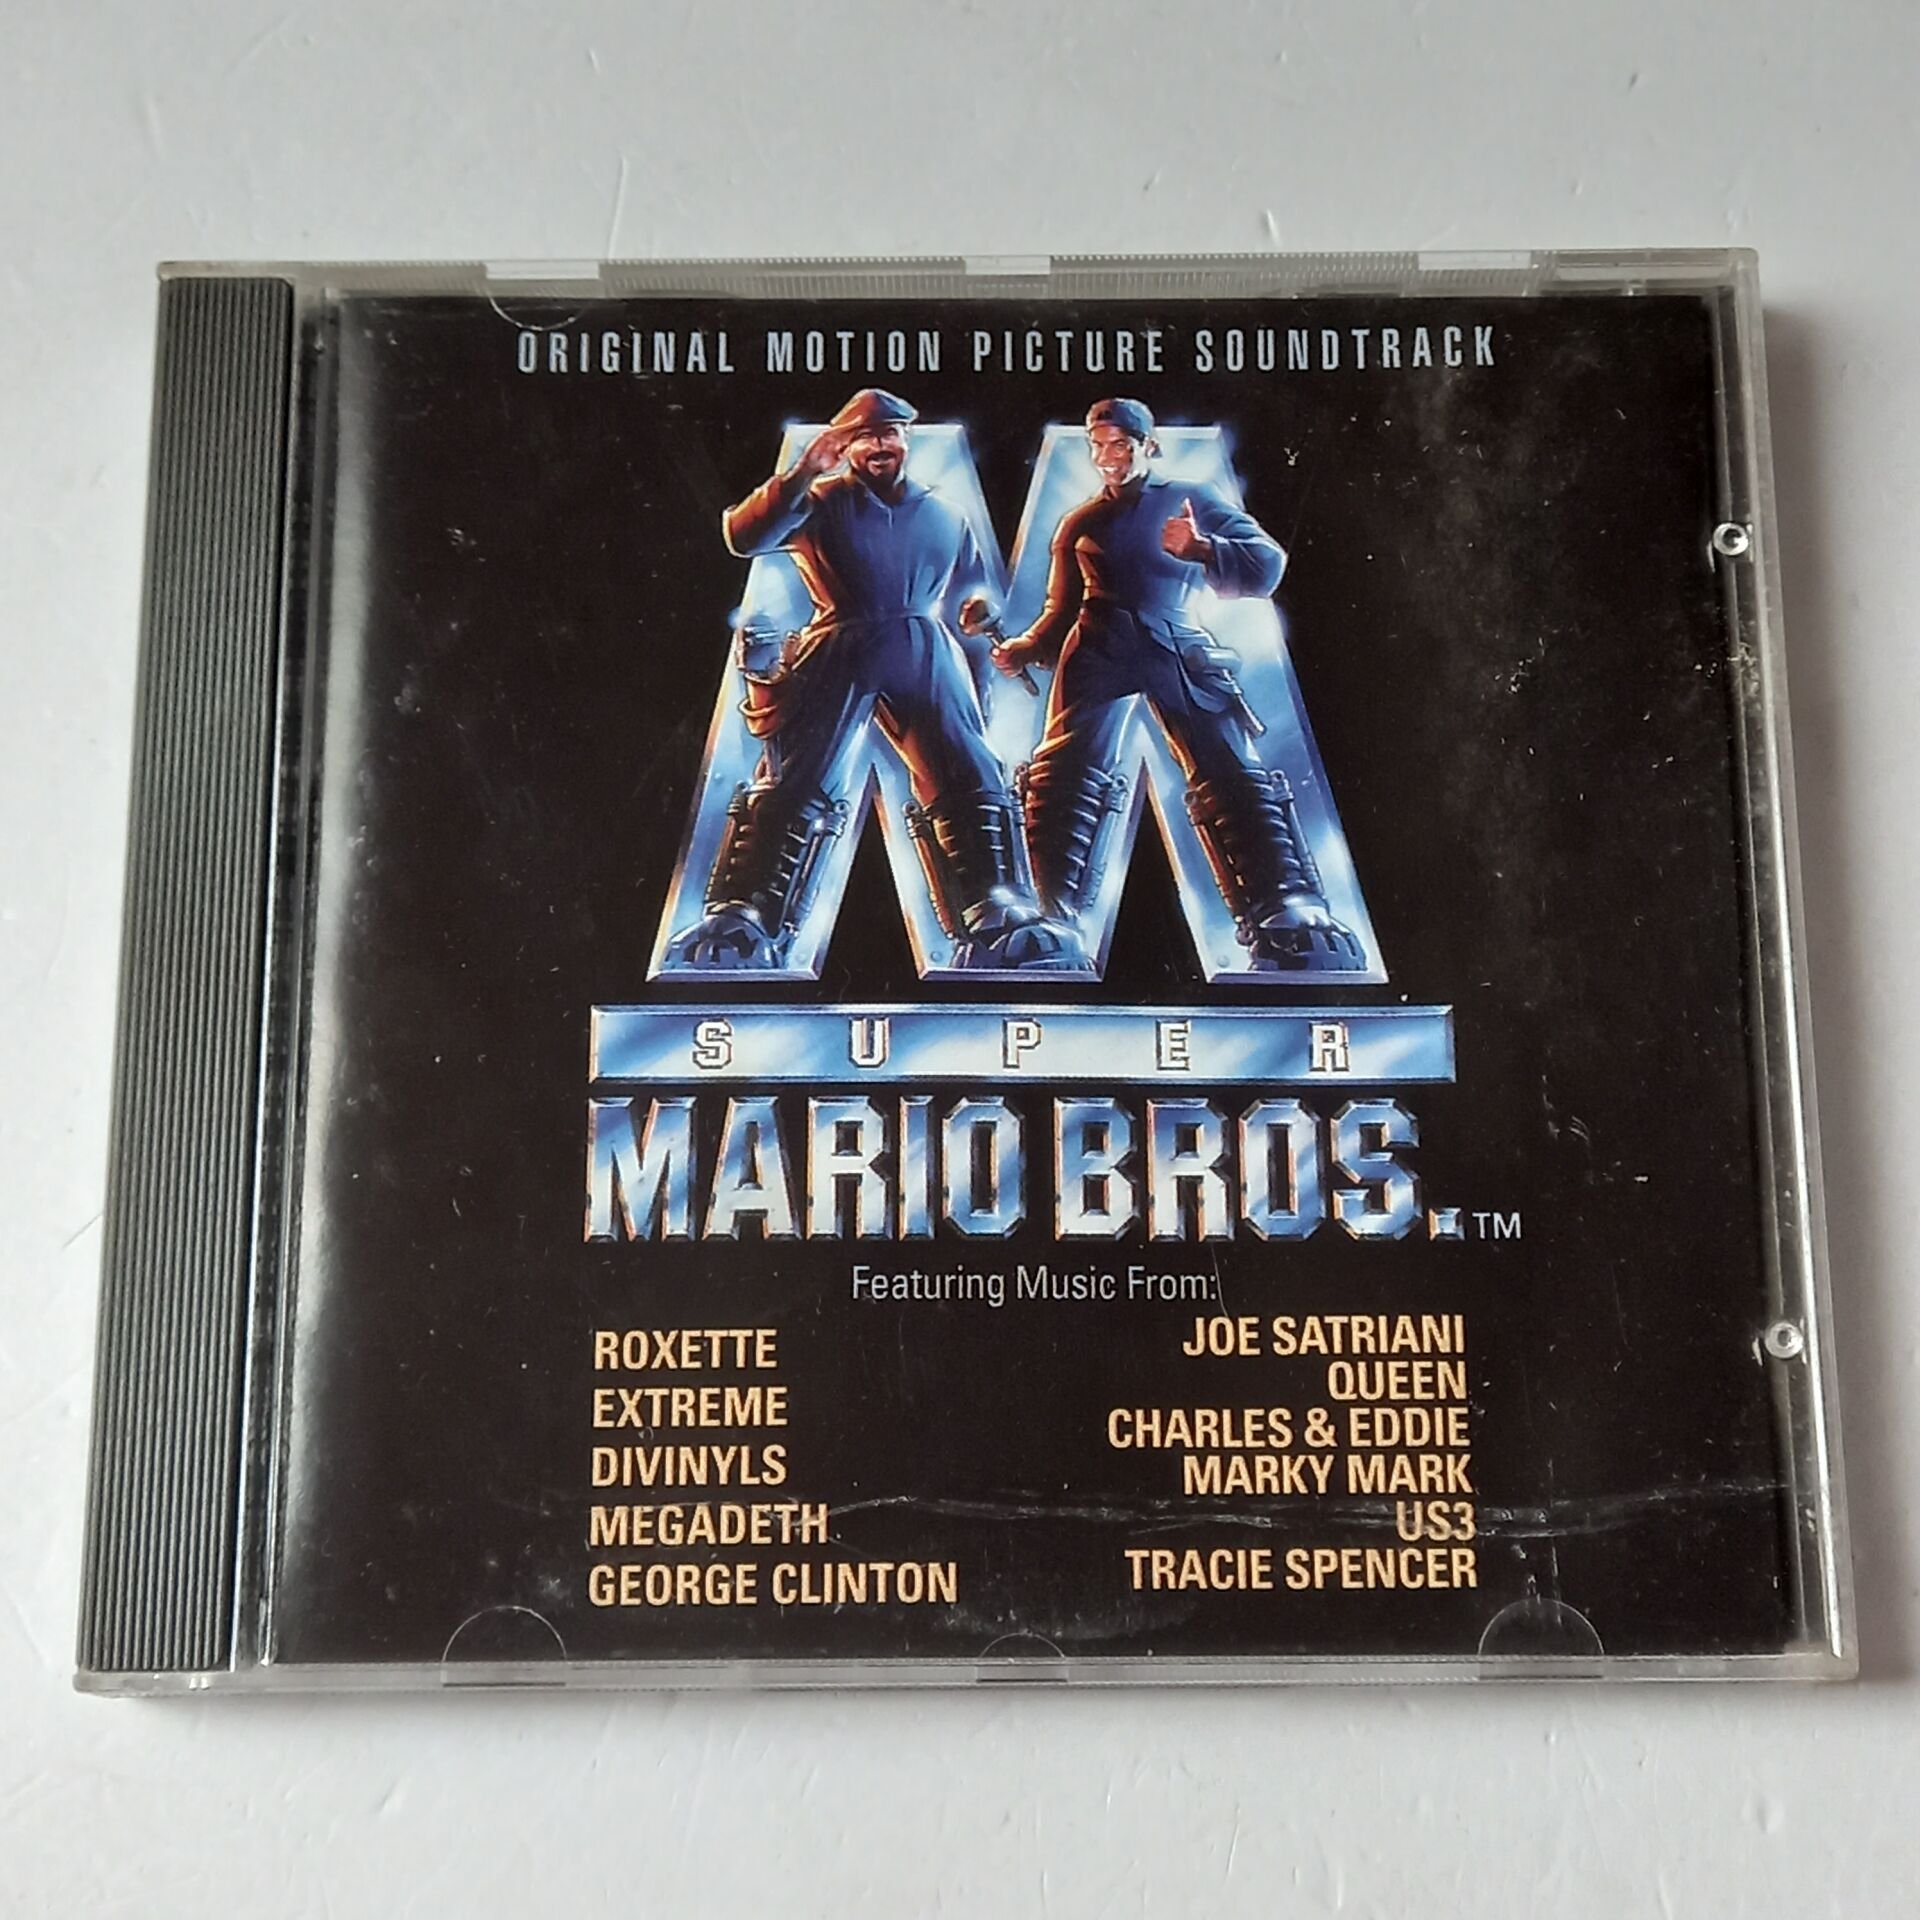 ORIGINAL MOTION PICTURE SOUNDTRACK
SUPER
MARIO BROS.™
Featuring Music From:
ROXETTE
EXTREME
DIVINYLS
MEGADETH
GEORGE CLINTON
JOE SATRIANI
QUEEN
CHARLES & EDDIE
MARKY MARK
US3
TRACIE SPENCER